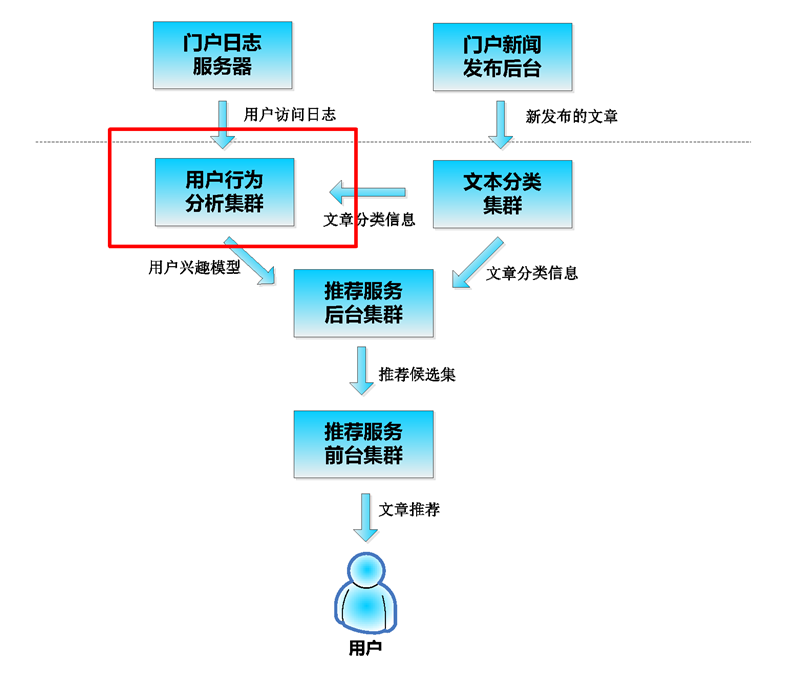 门户日志
服务器
门户新闻
发布后台
用户访问日志
新发布的文章
用户行为
分析集群
文章分类信息
文本分类
集群
用户兴趣模型
文章分类信息
推荐服务
后台集群
推荐候选集
推荐服务
前台集群
文章推荐
用户